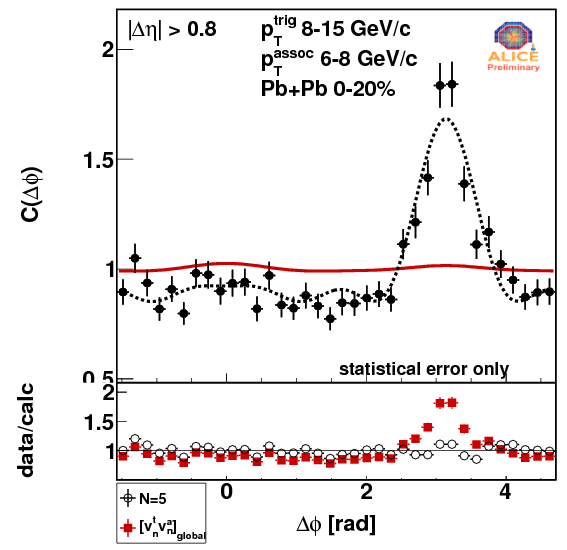 |Δη| > 0.8
p_T^trig 8-15 GeV/c
p_T^assoc 6-8 GeV/c
Pb+Pb 0-20%
ALICE
Preliminary
2
1.5
1
0.5
C(Δϕ)
statistical error only
2
1.5
1
data/calc
0 2 4
Δϕ [rad]
N=5
[v_n^t v_n^a]_global